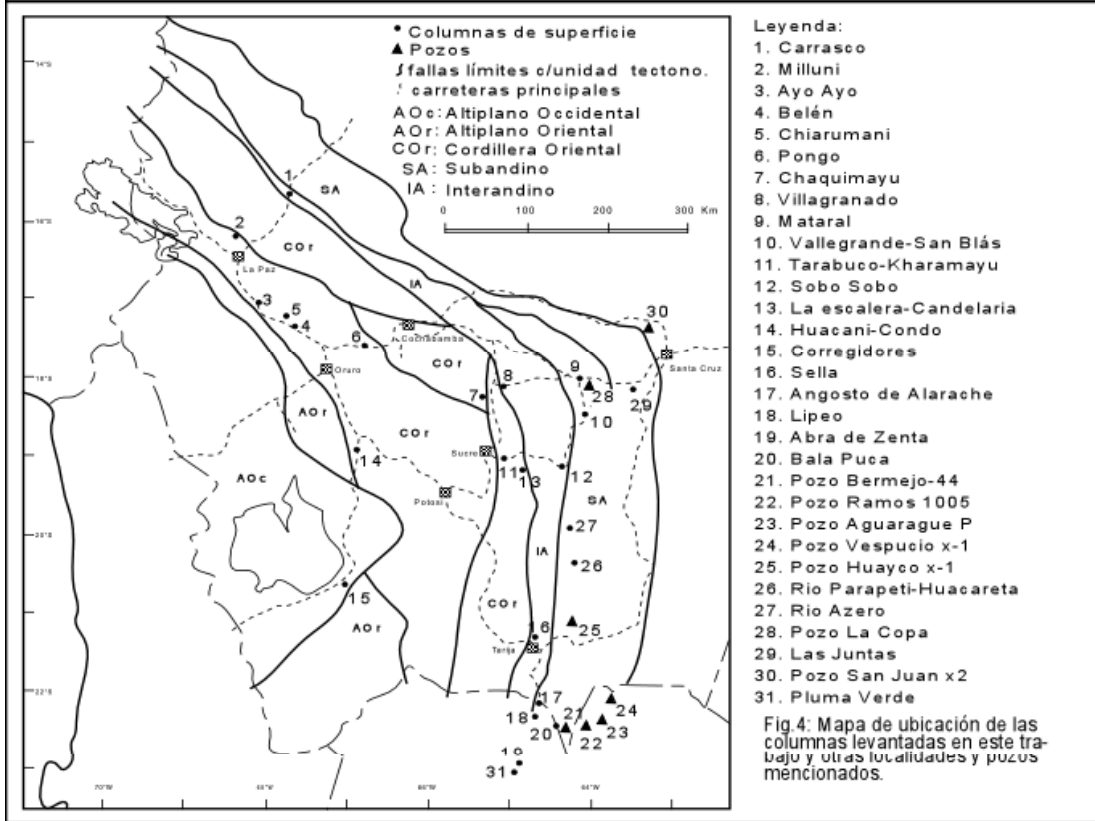 • Columnas de superficie
▲ Pozos
fallas límites c/unidad tectono.
carreteras principales
AOc: Altiplano Occidental
AOr: Altiplano Oriental
COr: Cordillera Oriental
SA: Subandino
IA: Interandino
0 100 200 300 Km
14°S
16°S
18°S
20°S
22°S
70°W
66°W
64°W
1
SA
2
COr
La Paz
IA
3
5
4
6
Cochabamba
30
Santa Cruz
Oruro
COr
8
9
28
29
7
10
AOr
COr
14
Sucre
11
13
12
AOc
Potosí
SA
27
IA
26
15
COr
25
AOr
16
Tarija
17
24
18
21
20
23
22
31
Leyenda:
1. Carrasco
2. Milluni
3. Ayo Ayo
4. Belén
5. Chiarumani
6. Pongo
7. Chaquimayu
8. Villagranado
9. Mataral
10. Vallegrande-San Blás
11. Tarabuco-Kharamayu
12. Sobo Sobo
13. La escalera-Candelaria
14. Huacani-Condo
15. Corregidores
16. Sella
17. Angosto de Alarache
18. Lipeo
19. Abra de Zenta
20. Bala Puca
21. Pozo Bermejo-44
22. Pozo Ramos 1005
23. Pozo Aguarague P
24. Pozo Vespucio x-1
25. Pozo Huayco x-1
26. Rio Parapeti-Huacareta
27. Rio Azero
28. Pozo La Copa
29. Las Juntas
30. Pozo San Juan x2
31. Pluma Verde
Fig.4: Mapa de ubicación de las
columnas levantadas en este tra-
bajo y otras localidades y pozos
mencionados.